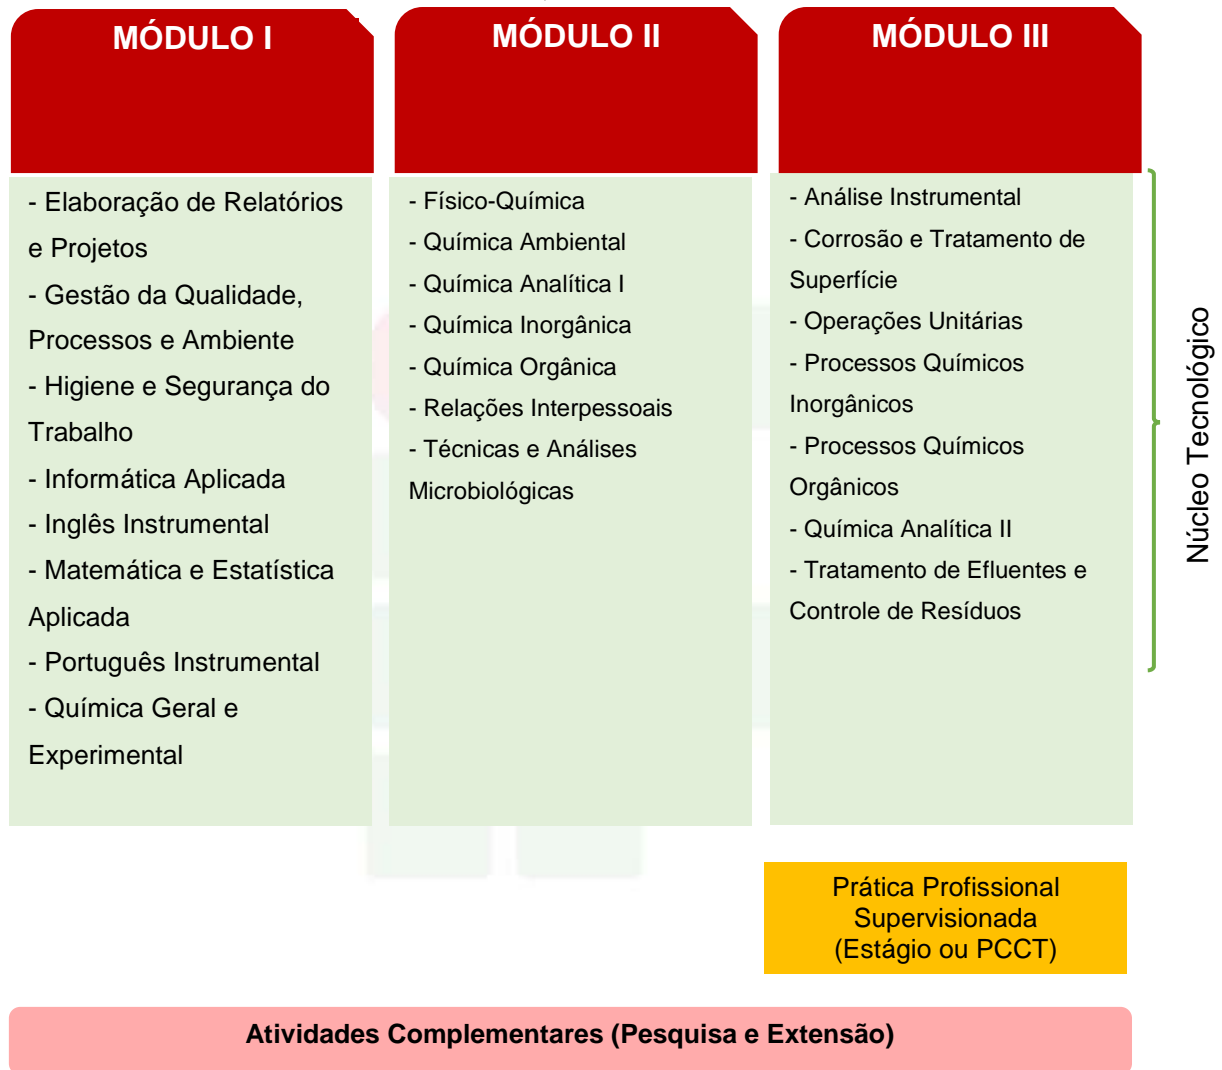 MÓDULO I
- Elaboração de Relatórios
e Projetos
- Gestão da Qualidade,
Processos e Ambiente
- Higiene e Segurança do
Trabalho
- Informática Aplicada
- Inglês Instrumental
- Matemática e Estatística
Aplicada
- Português Instrumental
- Química Geral e
Experimental
MÓDULO II
- Físico-Química
- Química Ambiental
- Química Analítica I
- Química Inorgânica
- Química Orgânica
- Relações Interpessoais
- Técnicas e Análises
Microbiológicas
MÓDULO III
- Análise Instrumental
- Corrosão e Tratamento de
Superfície
- Operações Unitárias
- Processos Químicos
Inorgânicos
- Processos Químicos
Orgânicos
- Química Analítica II
- Tratamento de Efluentes e
Controle de Resíduos
Núcleo Tecnológico
Prática Profissional
Supervisionada
(Estágio ou PCCT)
Atividades Complementares (Pesquisa e Extensão)